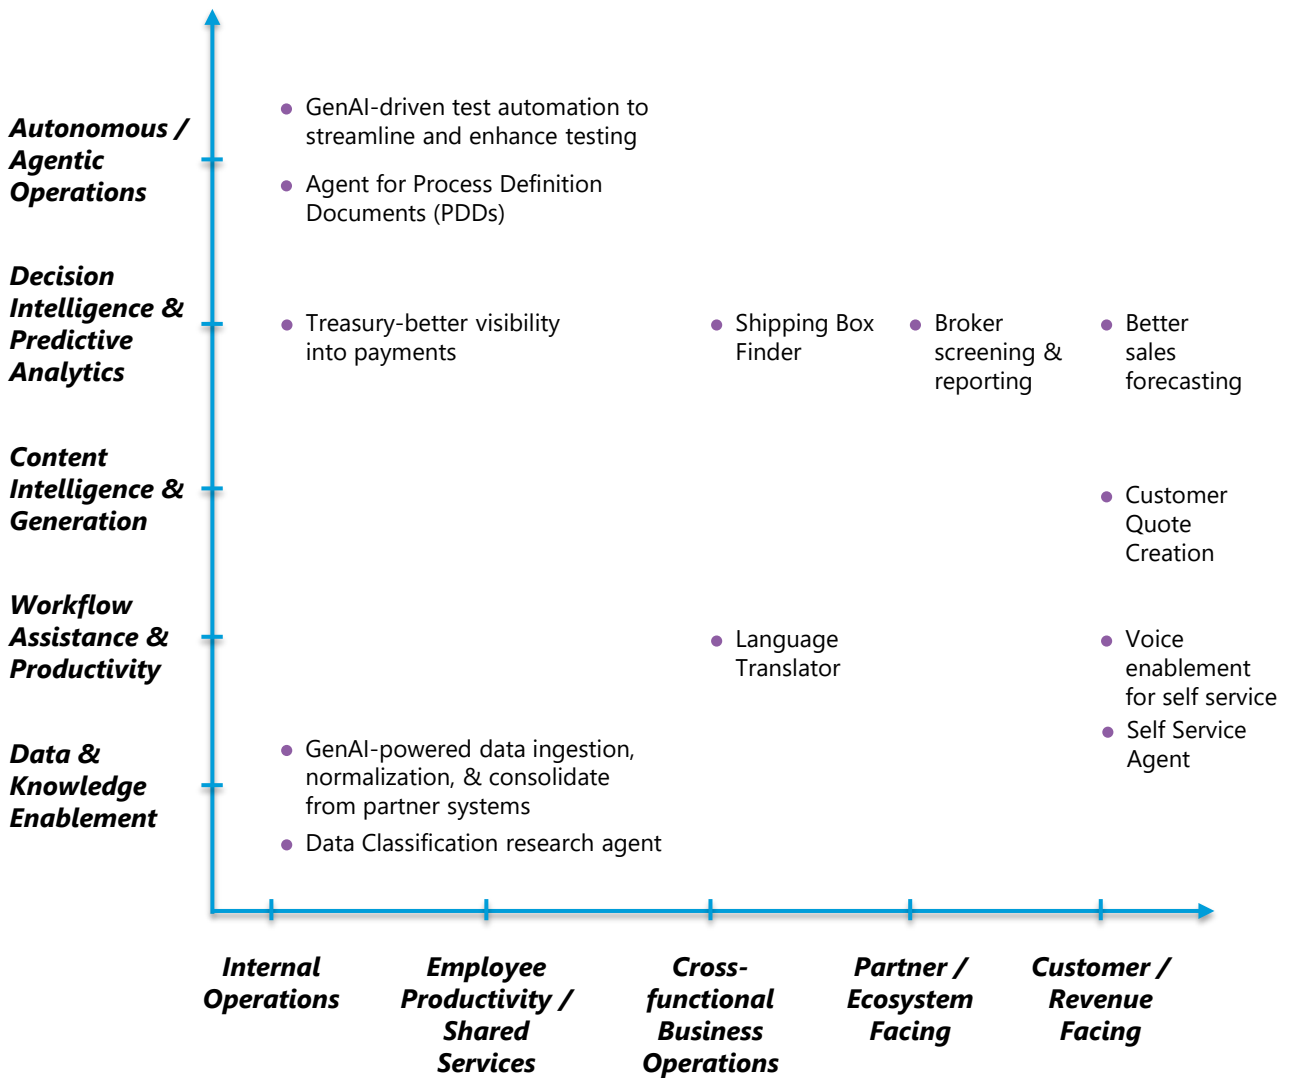 Autonomous /
Agentic
Operations
GenAI-driven test automation to
streamline and enhance testing
Agent for Process Definition
Documents (PDDs)
Decision
Intelligence &
Predictive
Analytics
Treasury-better visibility
into payments
Shipping Box
Finder
Broker
screening &
reporting
Better
sales
forecasting
Content
Intelligence &
Generation
Customer
Quote
Creation
Workflow
Assistance &
Productivity
Language
Translator
Voice
enablement
for self service
Self Service
Agent
Data &
Knowledge
Enablement
GenAI-powered data ingestion,
normalization, & consolidate
from partner systems
Data Classification research agent
Internal
Operations
Employee
Productivity /
Shared
Services
Cross-
functional
Business
Operations
Partner /
Ecosystem
Facing
Customer /
Revenue
Facing